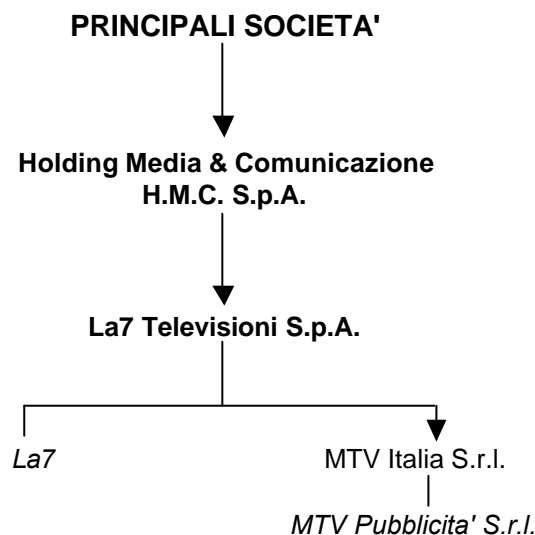 PRINCIPALI SOCIETA'
Holding Media & Comunicazione
H.M.C. S.p.A.
La7 Televisioni S.p.A.
La7
MTV Italia S.r.l.
MTV Pubblicita' S.r.l.